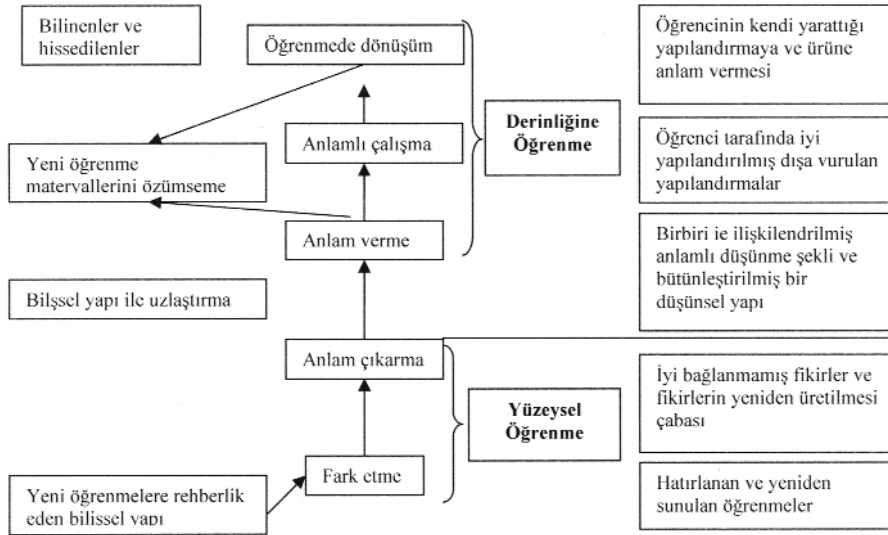 Bilinenler ve
hissedilenler
Öğrenmede dönüşüm
Öğrencinin kendi yarattığı
yapılandırmaya ve ürüne
anlam vermesi
Derinliğine
Öğrenme
Anlamlı çalışma
Yeni öğrenme
materyallerini özümseme
Öğrenci tarafında iyi
yapılandırılmış dışa vurulan
yapılandırmalar
Anlam verme
Birbiri ie ilişkilendrilmiş
anlamlı düşünme şekli ve
bütünleştirilmiş bir
düşünsel yapı
Bilşsel yapı ile uzlaştırma
Anlam çıkarma
İyi bağlanmamış fikirler ve
fikirlerin yeniden üretilmesi
çabası
Yüzeysel
Öğrenme
Fark etme
Yeni öğrenmelere rehberlik
eden bilissel yapı
Hatırlanan ve yeniden
sunulan öğrenmeler